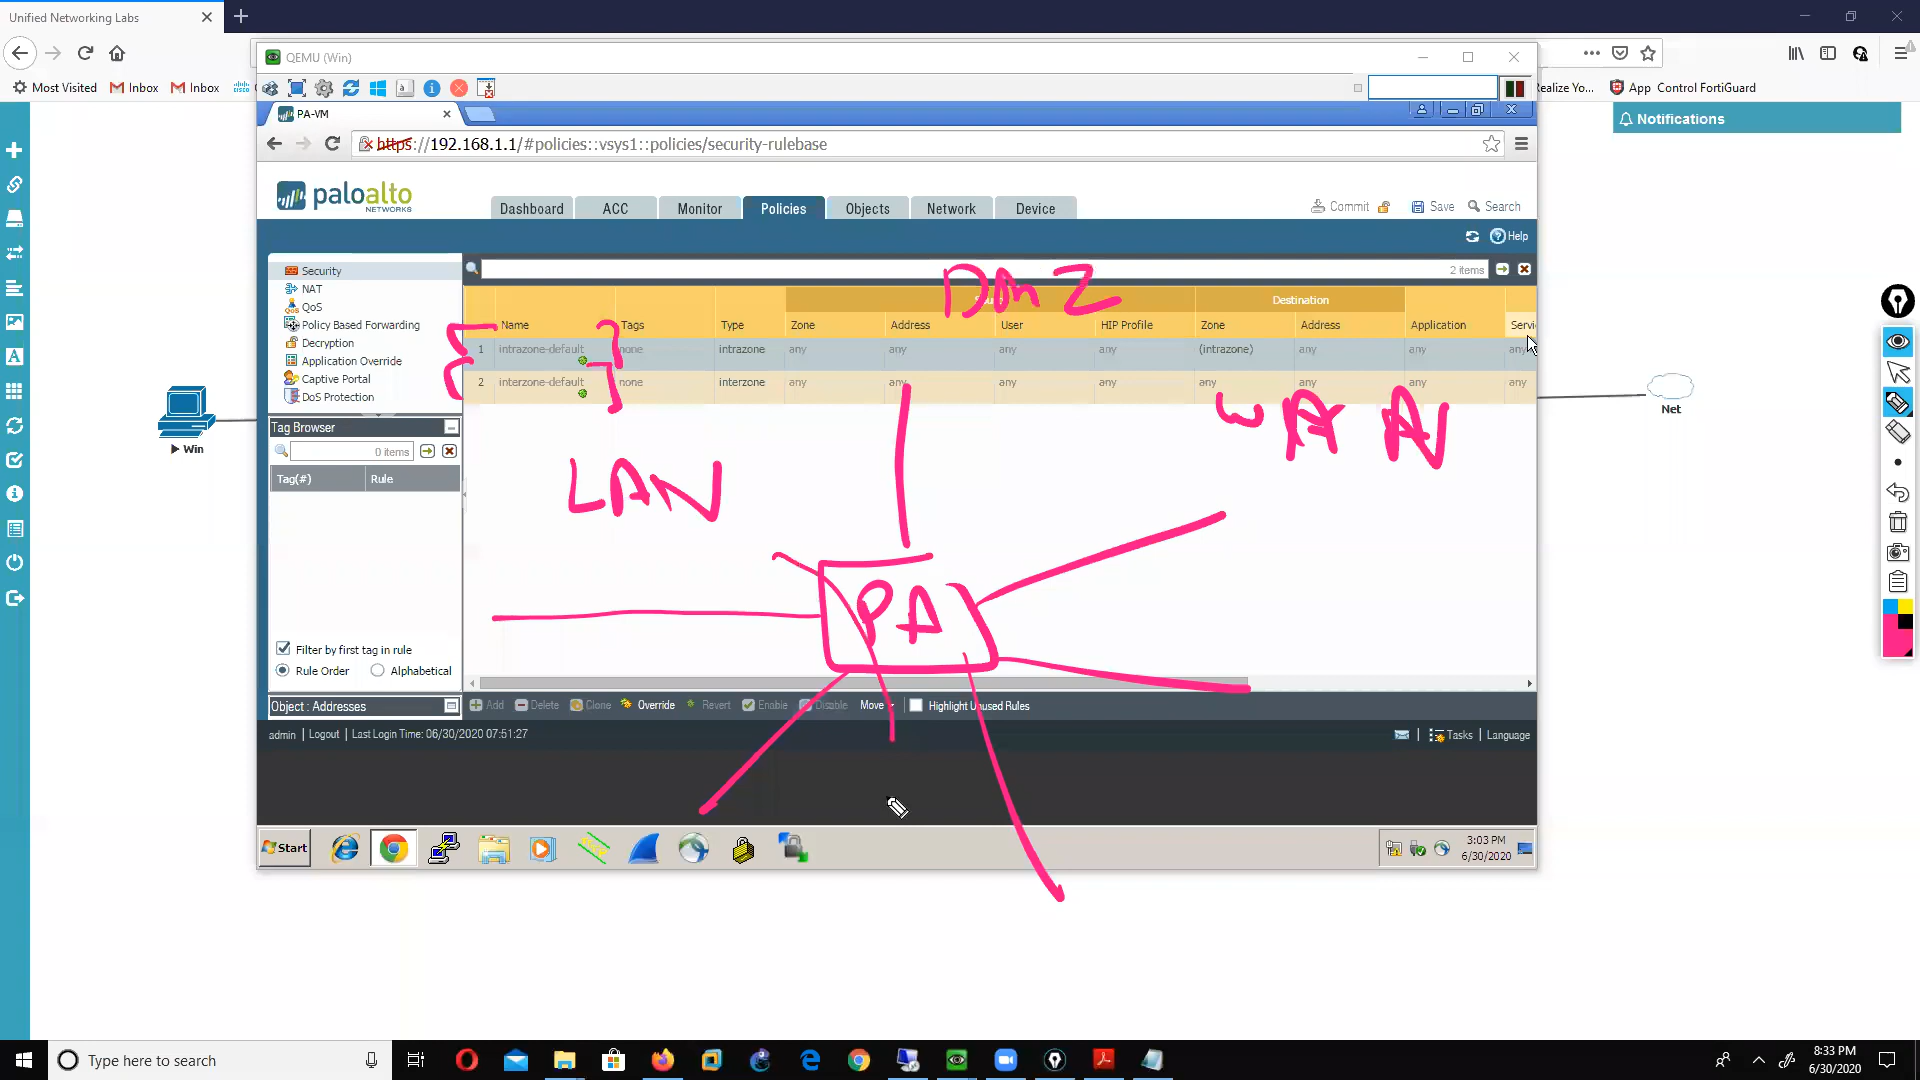 Unified Networking Labs
QEMU (Win)
Most Visited
Inbox
Inbox
cisco
Realize Yo...
App Control FortiGuard
Notifications
PA-VM
https://192.168.1.1/#policies::vsys1::policies/security-rulebase
paloalto
NETWORKS
Dashboard ACC Monitor Policies Objects Network Device
Commit Save Search
Help
Security
NAT
QoS
Policy Based Forwarding
Decryption
Application Override
Captive Portal
DoS Protection
2 items
DMZ
Destination
Name Tags Type Zone Address User HIP Profile Zone Address Application Servi
1 intrazone-default none intrazone any any any any (intrazone) any any any
2 interzone-default none interzone any any any any any any any any
WAN
LAN
PA
Tag Browser
0 items
Tag(#) Rule
Filter by first tag in rule
Rule Order Alphabetical
Object : Addresses
Add Delete Clone Override Revert Enable Disable Move Highlight Unused Rules
admin | Logout | Last Login Time: 06/30/2020 07:51:27
Tasks | Language
Start
3:03 PM
6/30/2020
Win
Net
Type here to search
8:33 PM
6/30/2020